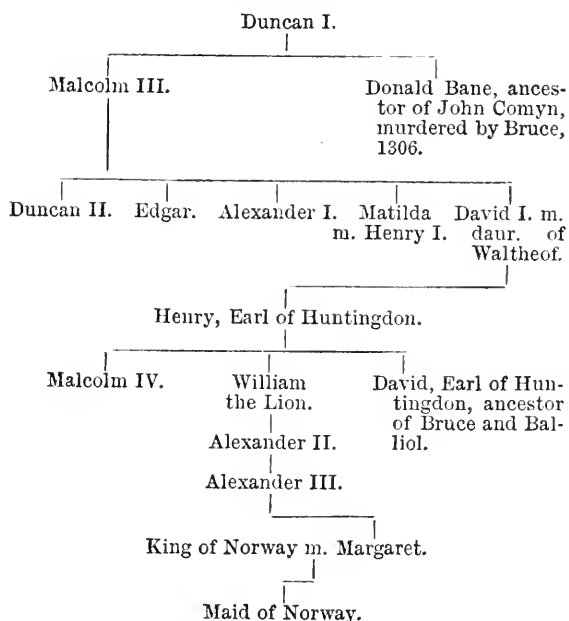 Duncan I.
Malcolm III.
Donald Bane, ances-
tor of John Comyn,
murdered by Bruce,
1306.
Duncan II.
Edgar.
Alexander I.
Matilda
m. Henry I.
David I. m.
daur. of
Waltheof.
Henry, Earl of Huntingdon.
Malcolm IV.
William
the Lion.
David, Earl of Hun-
tingdon, ancestor
of Bruce and Bal-
liol.
Alexander II.
Alexander III.
King of Norway m. Margaret.
Maid of Norway.